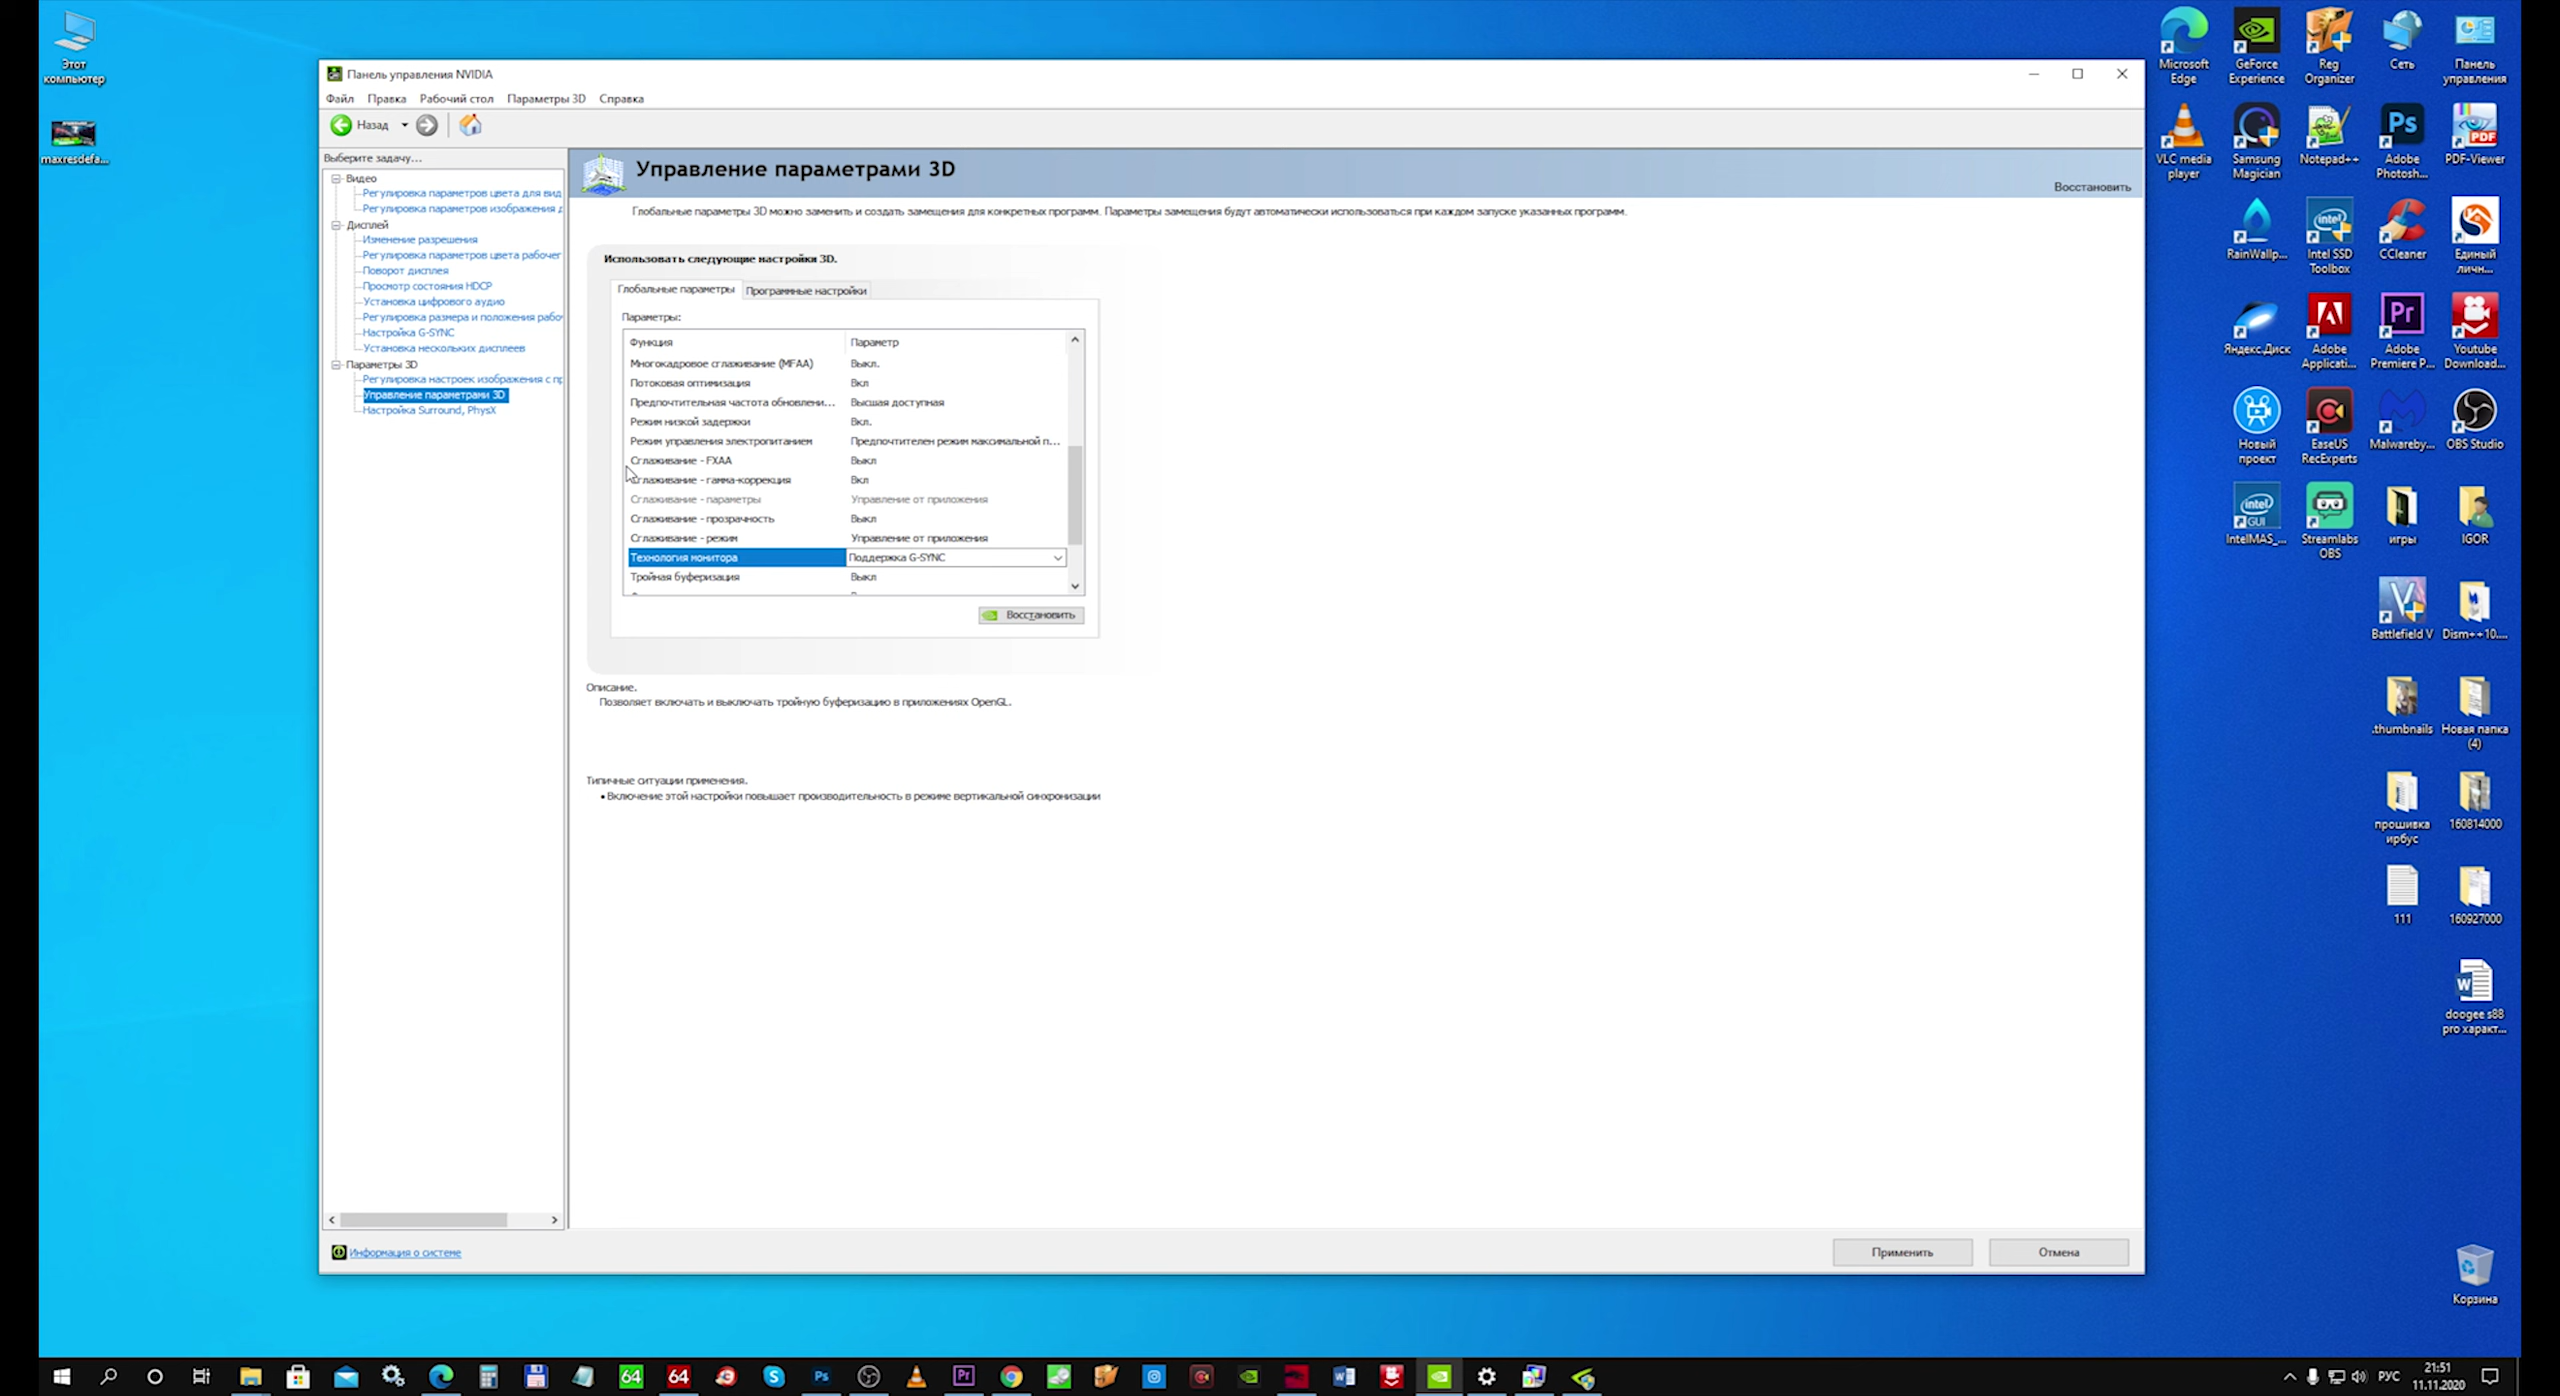 Этот
компьютер
maxresdefa...
Панель управления NVIDIA
Файл Правка Рабочий стол Параметры 3D Справка
Назад
Выберите задачу...
Видео
Регулировка параметров цвета для вид
Регулировка параметров изображения д
Дисплей
Изменение разрешения
Регулировка параметров цвета рабочег
Поворот дисплея
Просмотр состояния HDCP
Установка цифрового аудио
Регулировка размера и положения рабо
Настройка G-SYNC
Установка нескольких дисплеев
Параметры 3D
Регулировка настроек изображения с пр
Управление параметрами 3D
Настройка Surround, PhysX
Информация о системе
Управление параметрами 3D
Восстановить
Глобальные параметры 3D можно заменить и создать замещения для конкретных программ. Параметры замещения будут автоматически использоваться при каждом запуске указанных программ.
Использовать следующие настройки 3D.
Глобальные параметры Программные настройки
Параметры:
Функция Параметр
Многокадровое сглаживание (MFAA) Выкл.
Потоковая оптимизация Вкл
Предпочтительная частота обновлени... Высшая доступная
Режим низкой задержки Вкл.
Режим управления электропитанием Предпочтителен режим максимальной п...
Сглаживание - FXAA Выкл
Сглаживание - гамма-коррекция Вкл
Сглаживание - параметры Управление от приложения
Сглаживание - прозрачность Выкл
Сглаживание - режим Управление от приложения
Технология монитора Поддержка G-SYNC
Тройная буферизация Выкл
Восстановить
Описание.
Позволяет включать и выключать тройную буферизацию в приложениях OpenGL.
Типичные ситуации применения.
• Включение этой настройки повышает производительность в режиме вертикальной синхронизации
Применить Отмена
Microsoft
Edge
GeForce
Experience
Reg
Organizer
Сеть
Панель
управления
VLC media
player
Samsung
Magician
Notepad++
Ps
Adobe
Photosh...
PDF
PDF-Viewer
RainWallp...
intel
Intel SSD
Toolbox
CCleaner
Единый
личн...
Яндекс.Диск
Adobe
Applicati...
Pr
Adobe
Premiere P...
Youtube
Download...
Новый
проект
EaseUS
RecExperts
Malwareby...
OBS Studio
intel
GUI
IntelMAS_...
Streamlabs
OBS
игры
IGOR
V
Battlefield V
Dism++10....
.thumbnails
Новая папка
(4)
прошивка
ирбус
160814000
111
160927000
W
doogee s88
pro характ...
Корзина
64 64 Ps Pr
РУС
21:51
11.11.2020